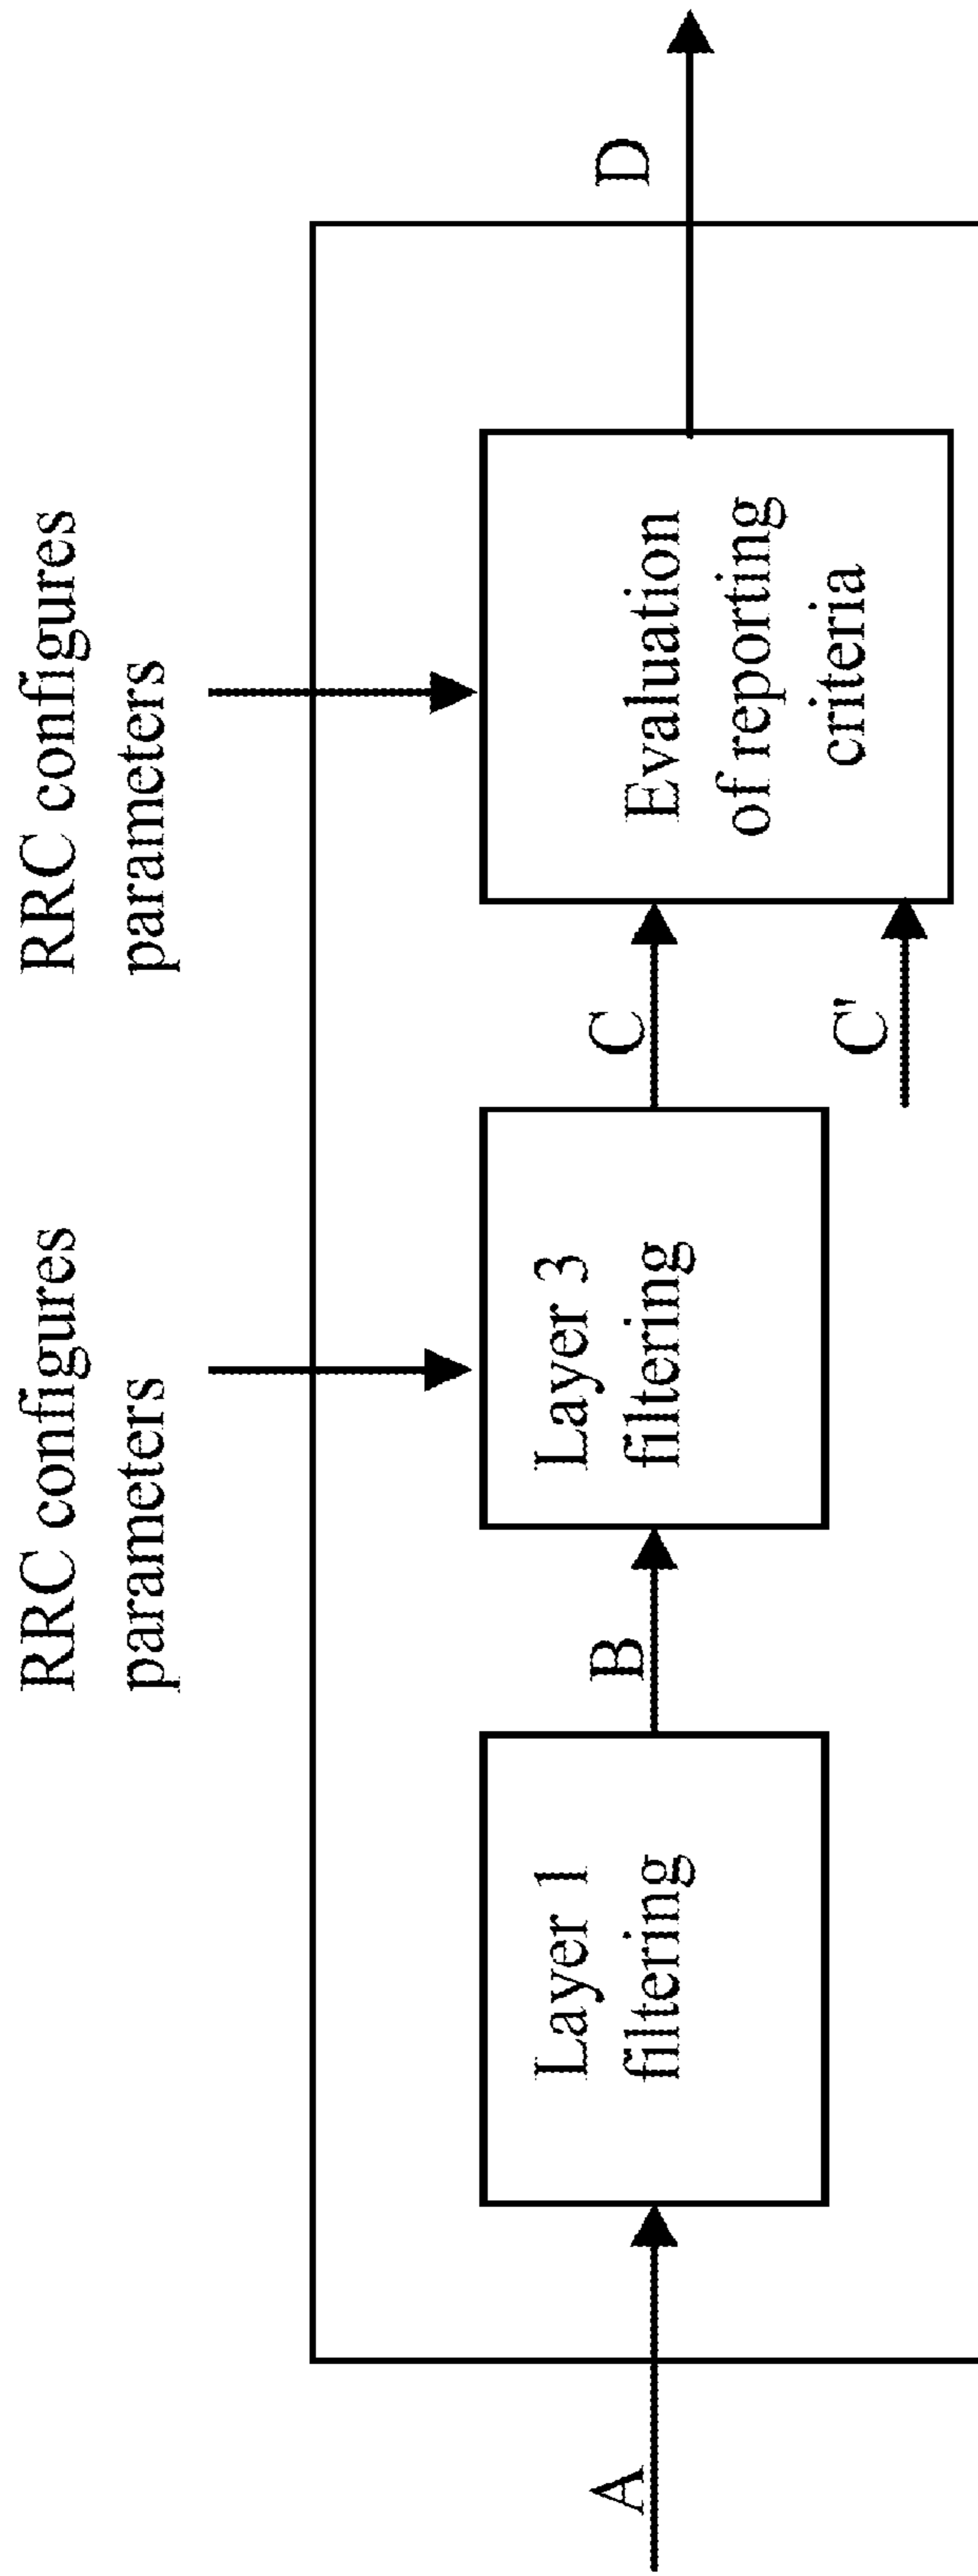 RRC configures
parameters
RRC configures
parameters
A
Layer 1
filtering
B
Layer 3
filtering
C
C'
Evaluation
of reporting
criteria
D